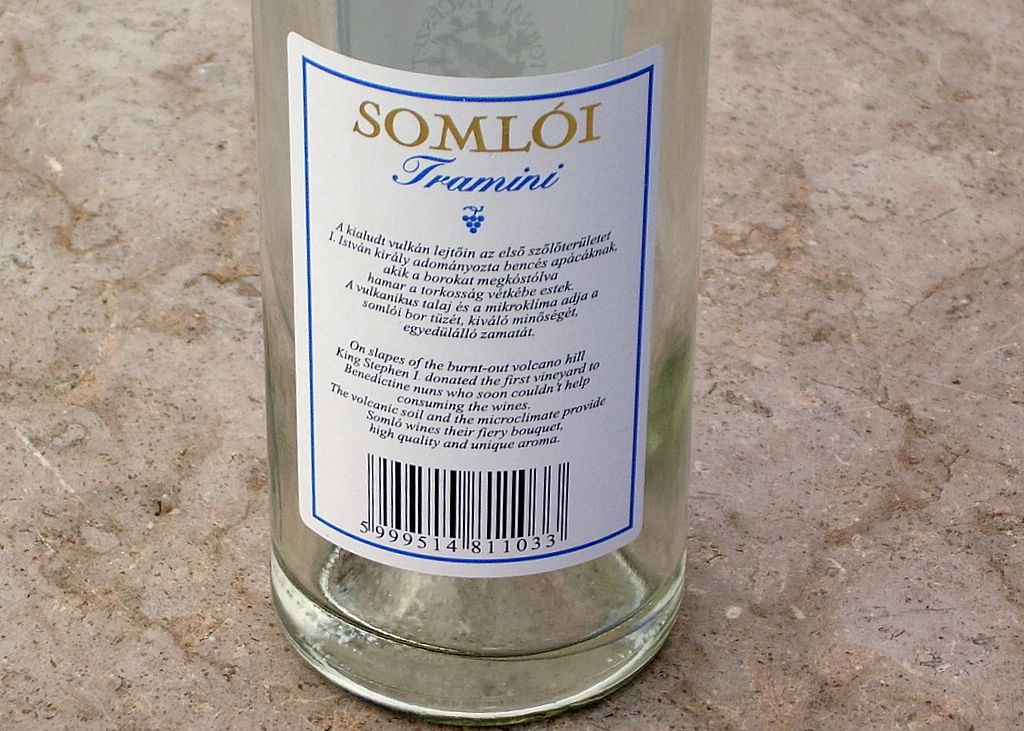 SOMLÓI
Tramini
A kialudt vulkán lejtőin az első szőlőterületet
I. István király adományozta bencés apácáknak,
akik a borokat megkóstólva
hamar a torkosság vétkébe estek.
A vulkanikus talaj és a mikroklíma adja a
somlói bor tüzét, kiváló minőségét,
egyedülálló zamatát.
On slapes of the burnt-out volcano hill
King Stephen I. donated the first vineyard to
Benedictine nuns who soon couldn't help
consuming the wines.
The volcanic soil and the microclimate provide
Somló wines their fiery bouquet,
high quality and unique aroma.
5 999514 811033